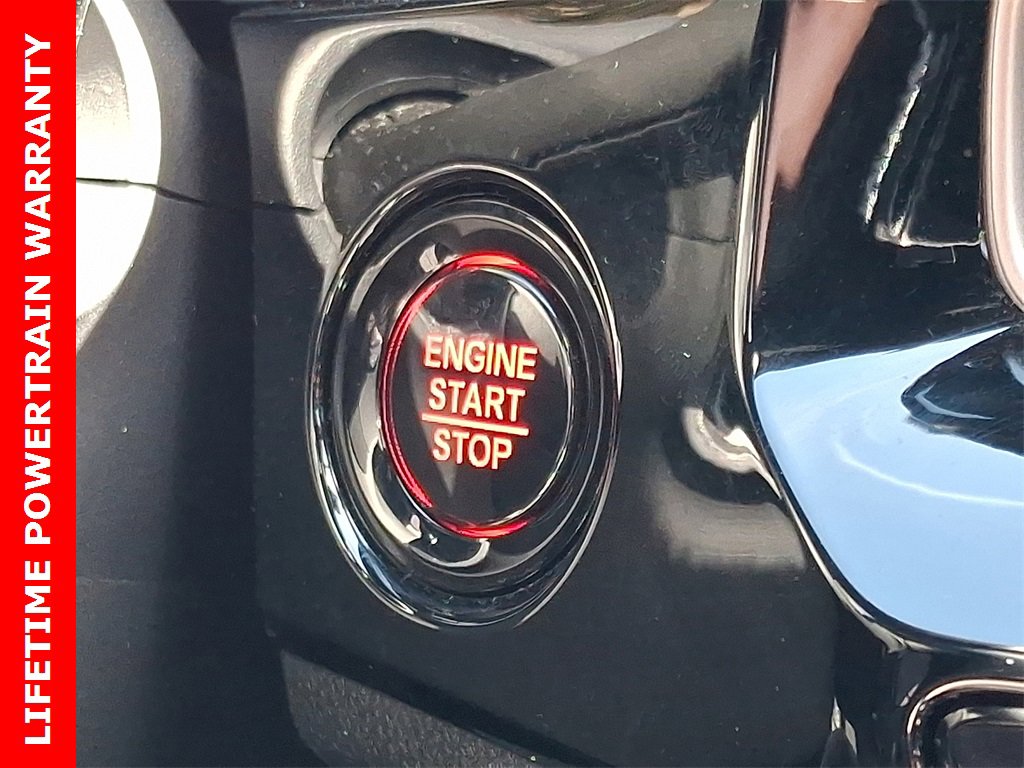 LIFETIME POWERTRAIN WARRANTY
ENGINE
START
STOP